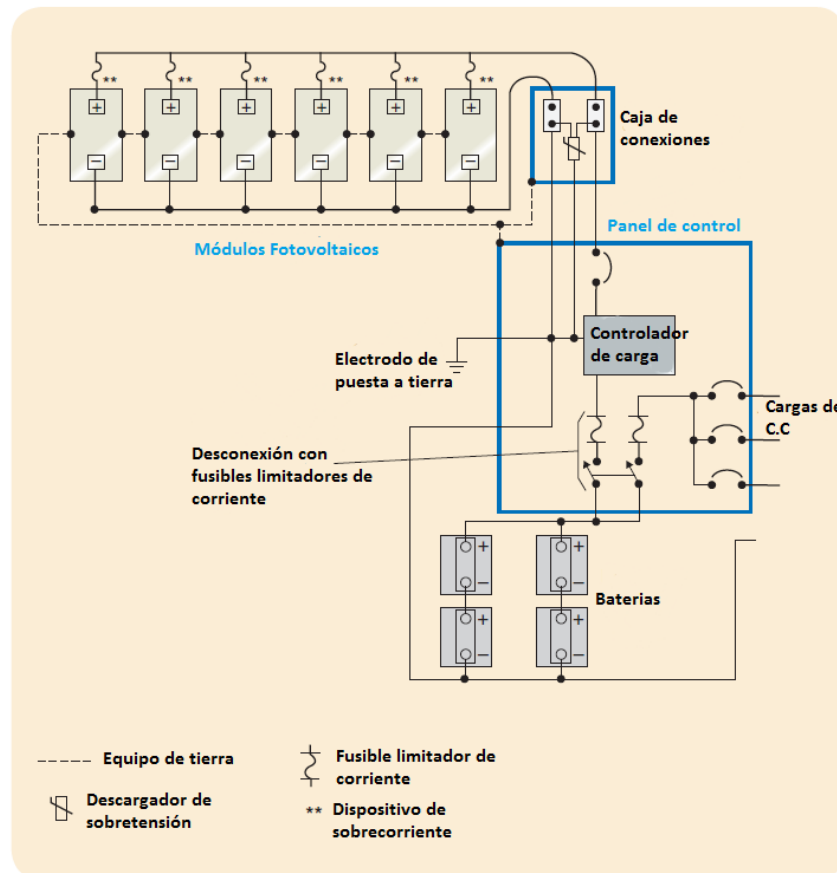 ** ** ** ** ** **
+ + + + + +
− − − − − −
Caja de
conexiones
Módulos Fotovoltaicos
Panel de control
Controlador
de carga
Electrodo de
puesta a tierra
Cargas de
C.C
Desconexión con
fusibles limitadores de
corriente
+ +
− −
Baterias
+ +
− −
Equipo de tierra
Fusible limitador de
corriente
Descargador de
sobretensión
** Dispositivo de
sobrecorriente